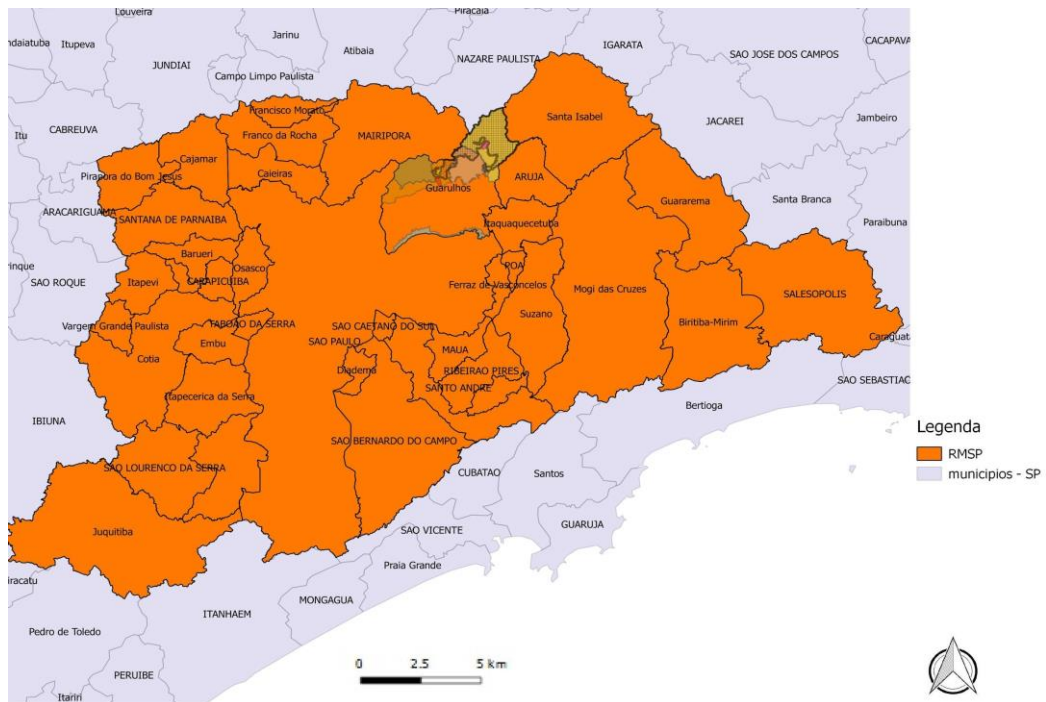 Louveira
Piracaia
ndaiatuba
Itupeva
Jarinu
IGARATA
CACAPAVA
Atibaia
NAZARE PAULISTA
SAO JOSE DOS CAMPOS
JUNDIAI
Campo Limpo Paulista
Francisco Morato
Santa Isabel
Jambeiro
Itu
CABREUVA
Franco da Rocha
MAIRIPORA
JACAREI
Cajamar
Caieiras
Pirapora do Bom Jesus
ARUJA
Guarulhos
Guararema
Santa Branca
ARACARIGUAMA
SANTANA DE PARNAIBA
Itaquaquecetuba
Paraibuna
rinque
Barueri
Osasco
POA
SAO ROQUE
Itapevi
CARAPICUIBA
Ferraz de Vasconcelos
Mogi das Cruzes
SALESOPOLIS
Suzano
Vargem Grande Paulista
TABOAO DA SERRA
SAO CAETANO DO SUL
Biritiba-Mirim
Caraguat
Embu
SAO PAULO
MAUA
Cotia
Diadema
RIBEIRAO PIRES
SAO SEBASTIAO
Itapecerica da Serra
SANTO ANDRE
Bertioga
IBIUNA
SAO BERNARDO DO CAMPO
Legenda
RMSP
municipios - SP
SAO LOURENCO DA SERRA
CUBATAO
Santos
GUARUJA
Juquitiba
SAO VICENTE
Praia Grande
iracatu
ITANHAEM
MONGAGUA
Pedro de Toledo
0 2.5 5 km
PERUIBE
Itariri